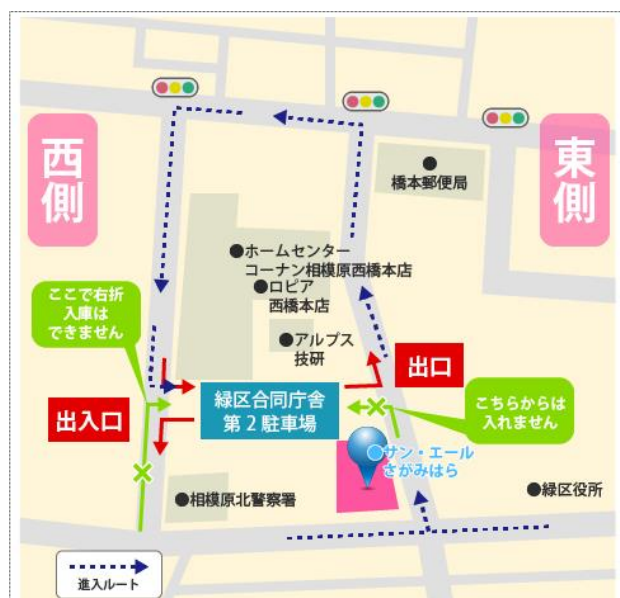 西側
東側
橋本郵便局
ホームセンター
コーナン相模原西橋本店
ロピア
西橋本店
アルプス
技研
ここで右折
入庫は
できません
出口
出入口
緑区合同庁舎
第2駐車場
こちらからは
入れません
サン・エール
さがみはら
相模原北警察署
緑区役所
進入ルート